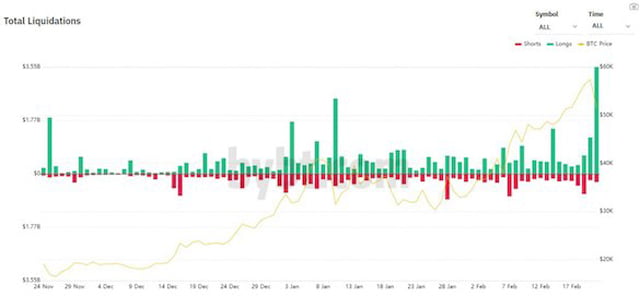 Total Liquidations
Symbol
Time
ALL
ALL
Shorts
Longs
BTC Price
$3.55B
$60K
$1.77B
$50K
$0
$40K
$1.77B
$30K
$20K
$3.55B
24 Nov
29 Nov
4 Dec
9 Dec
14 Dec
19 Dec
24 Dec
29 Dec
3 Jan
8 Jan
13 Jan
18 Jan
23 Jan
28 Jan
2 Feb
7 Feb
12 Feb
17 Feb